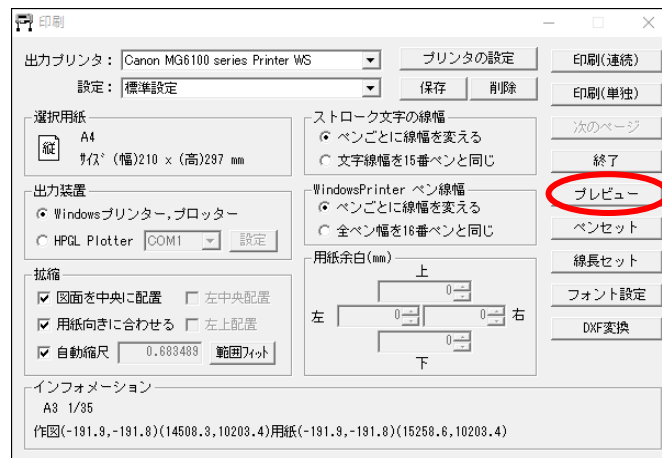 印刷
出力プリンタ： Canon MG6100 series Printer WS プリンタの設定 印刷(連続)
設定： 標準設定 保存 削除 印刷(単独)
選択用紙
縦 A4
ｻｲｽﾞ (幅)210 x (高)297 mm
ストローク文字の線幅
ペンごとに線幅を変える
文字線幅を15番ペンと同じ
次のページ
終了
出力装置
Windowsプリンター,プロッター
HPGL Plotter COM1 設定
WindowsPrinter ペン線幅
ペンごとに線幅を変える
全ペン幅を16番ペンと同じ
プレビュー
ペンセット
拡縮
図面を中央に配置 左中央配置
用紙向きに合わせる 左上配置
自動縮尺 0.683489 範囲ﾌｨｯﾄ
用紙余白(mm)
上
0
左 0 0 右
0
下
線長セット
フォント設定
DXF変換
インフォメーション
A3 1/35
作図(-191.9,-191.8)(14508.3,10203.4)用紙(-191.9,-191.8)(15258.6,10203.4)